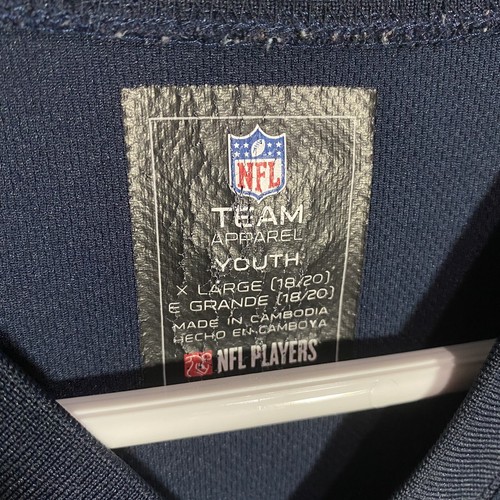 NFL
TEAM
APPAREL
YOUTH
X LARGE (18/20)
E GRANDE (18/20)
MADE IN CAMBODIA
HECHO EN CAMBOYA
NFL PLAYERS